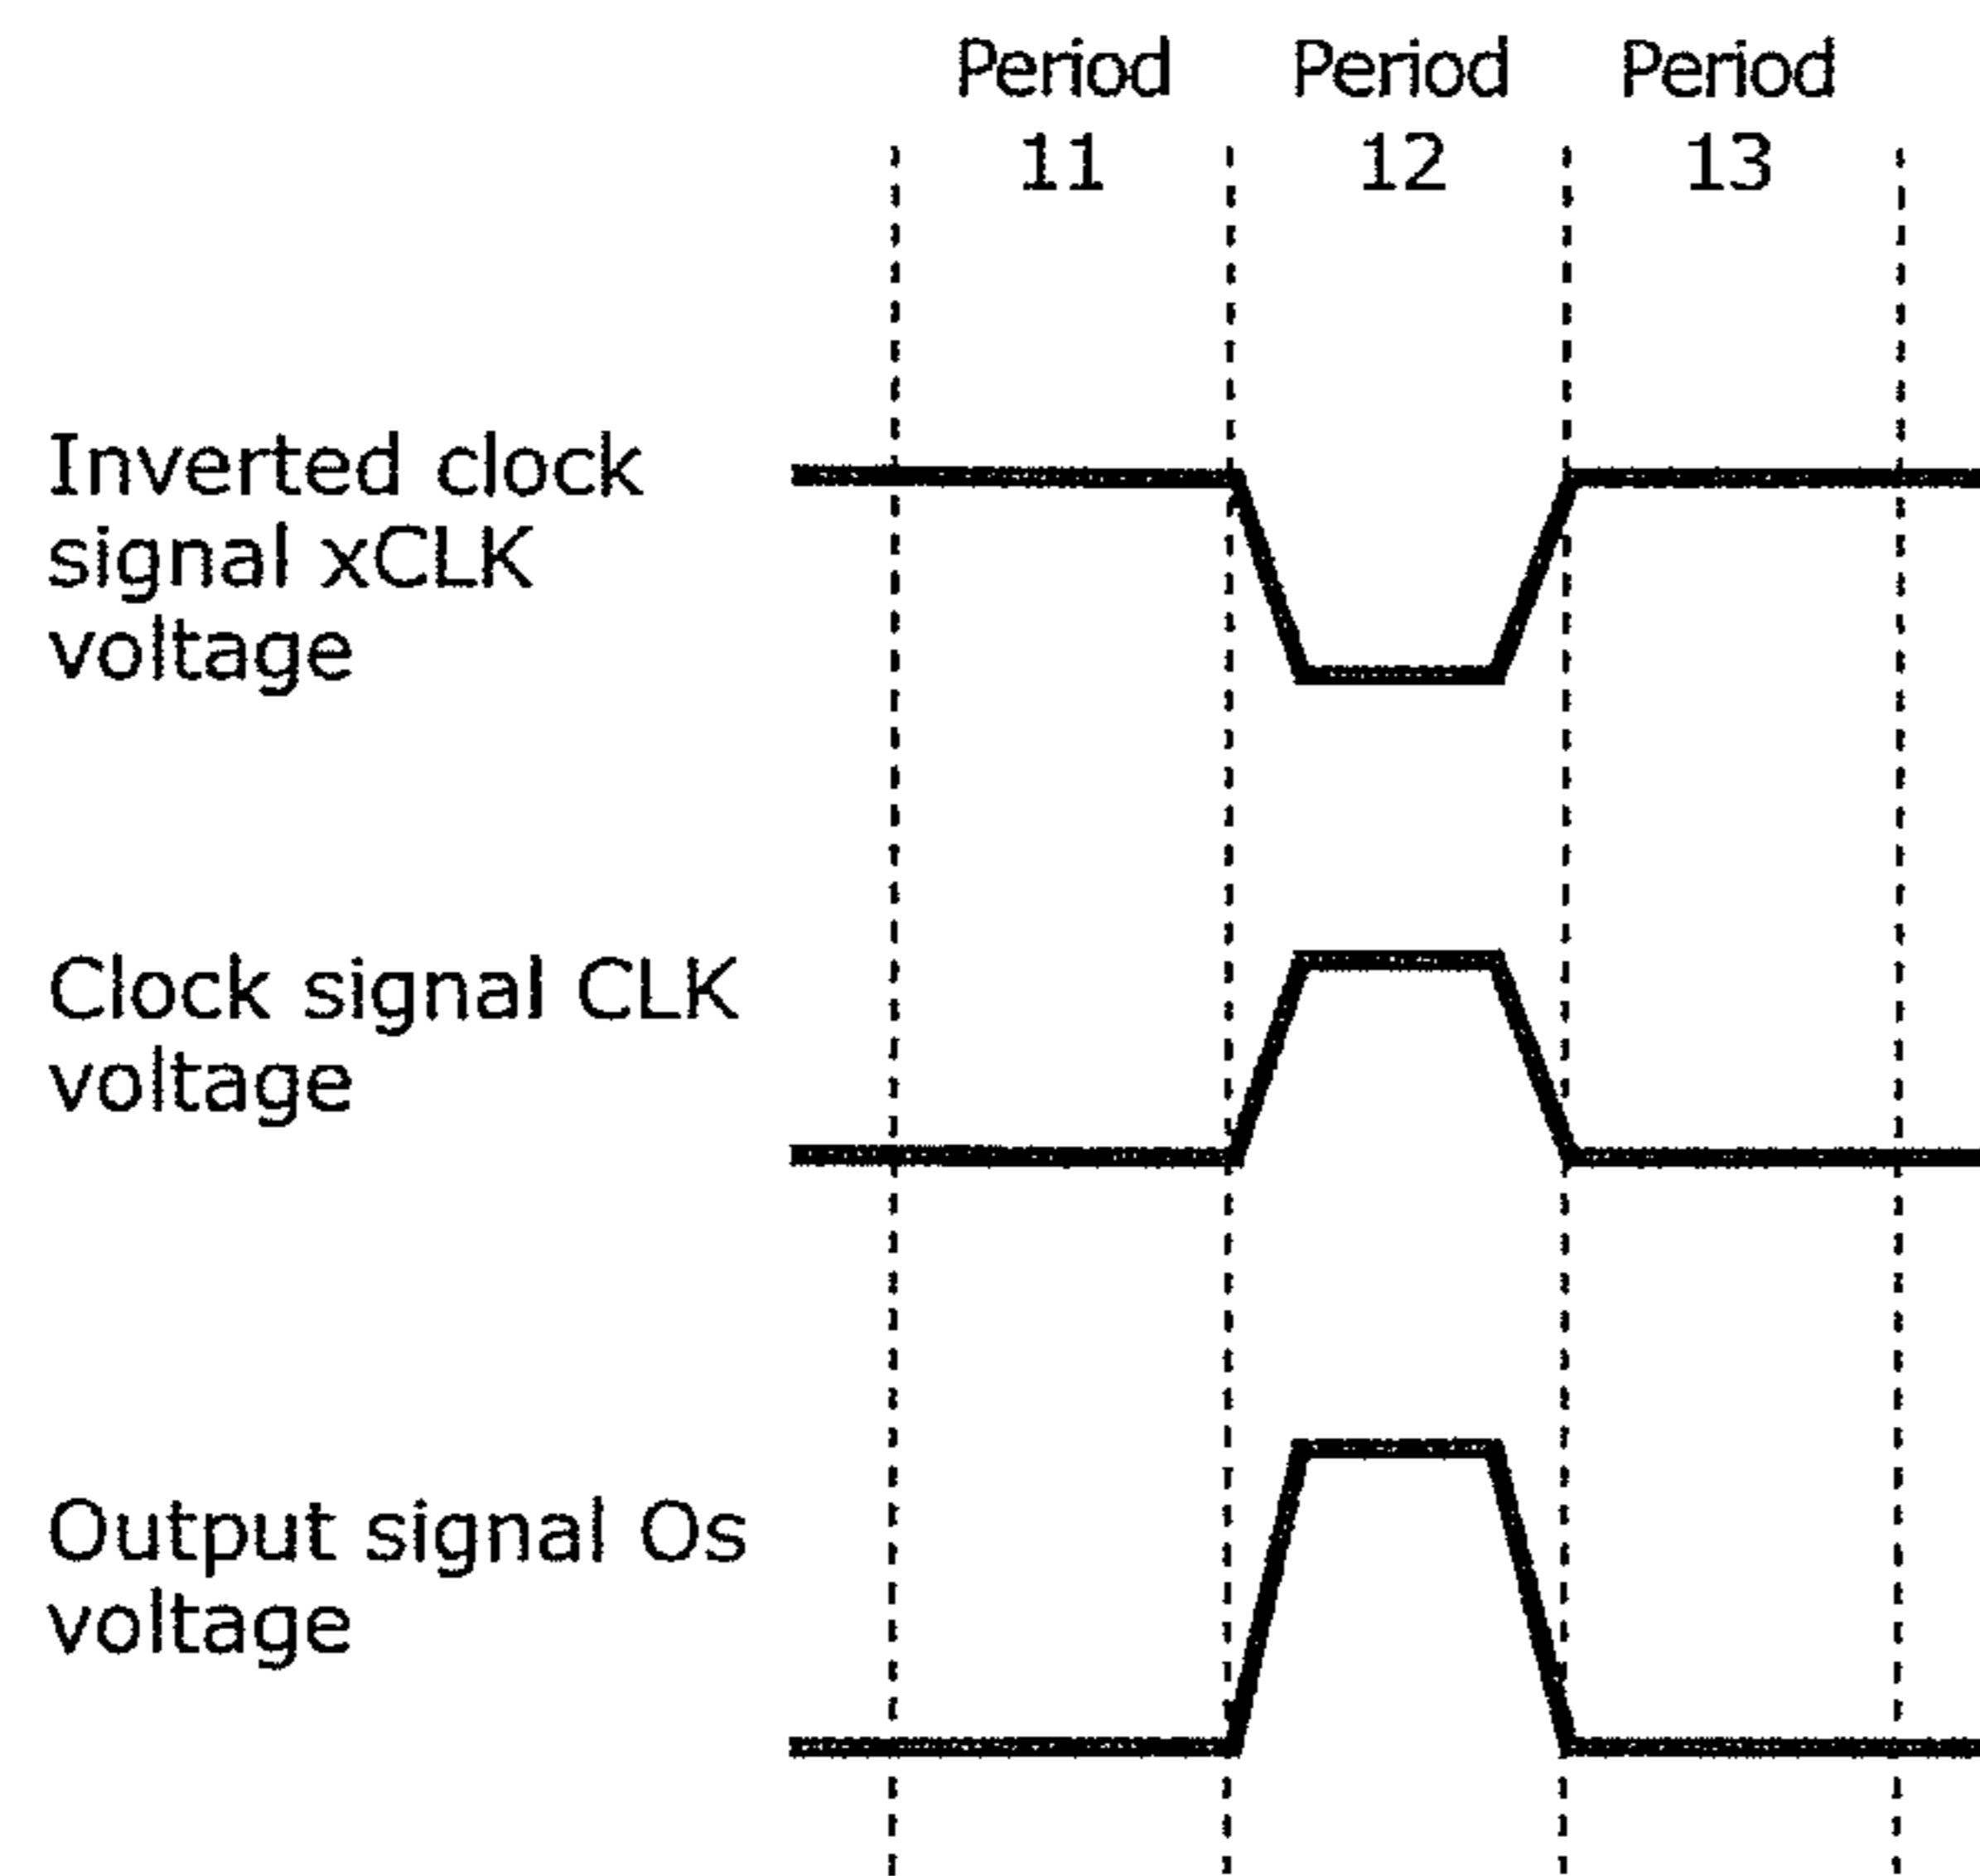 Period Period Period
11 12 13
Inverted clock
signal xCLK
voltage
Clock signal CLK
voltage
Output signal Os
voltage